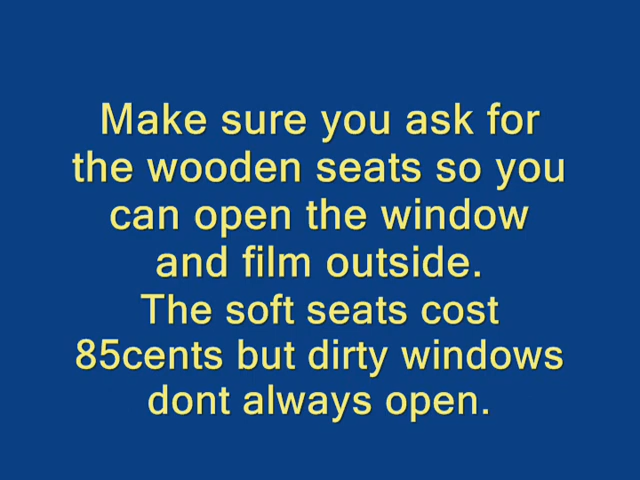 Make sure you ask for
the wooden seats so you
can open the window
and film outside.
The soft seats cost
85cents but dirty windows
dont always open.